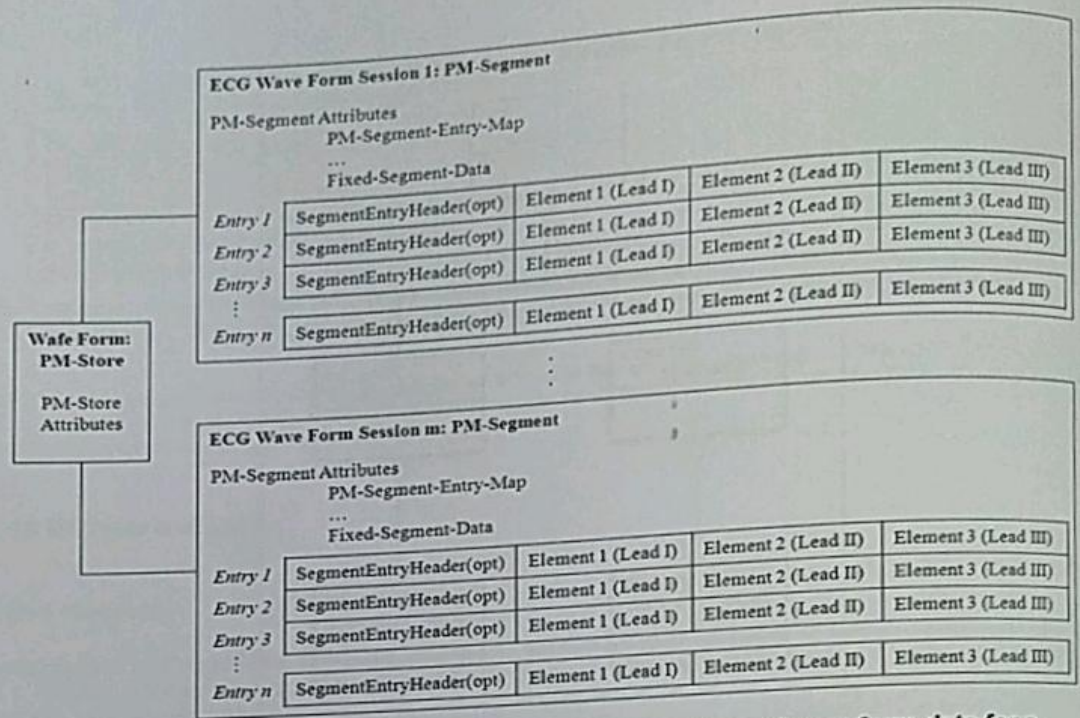 ECG Wave Form Session 1: PM-Segment
PM-Segment Attributes
PM-Segment-Entry-Map
...
Fixed-Segment-Data
Entry 1 SegmentEntryHeader(opt) Element 1 (Lead I) Element 2 (Lead II) Element 3 (Lead III)
Entry 2 SegmentEntryHeader(opt) Element 1 (Lead I) Element 2 (Lead II) Element 3 (Lead III)
Entry 3 SegmentEntryHeader(opt) Element 1 (Lead I) Element 2 (Lead II) Element 3 (Lead III)
⋮
Entry n SegmentEntryHeader(opt) Element 1 (Lead I) Element 2 (Lead II) Element 3 (Lead III)
Wafe Form:
PM-Store
PM-Store
Attributes
⋮
ECG Wave Form Session m: PM-Segment
PM-Segment Attributes
PM-Segment-Entry-Map
...
Fixed-Segment-Data
Entry 1 SegmentEntryHeader(opt) Element 1 (Lead I) Element 2 (Lead II) Element 3 (Lead III)
Entry 2 SegmentEntryHeader(opt) Element 1 (Lead I) Element 2 (Lead II) Element 3 (Lead III)
Entry 3 SegmentEntryHeader(opt) Element 1 (Lead I) Element 2 (Lead II) Element 3 (Lead III)
⋮
Entry n SegmentEntryHeader(opt) Element 1 (Lead I) Element 2 (Lead II) Element 3 (Lead III)